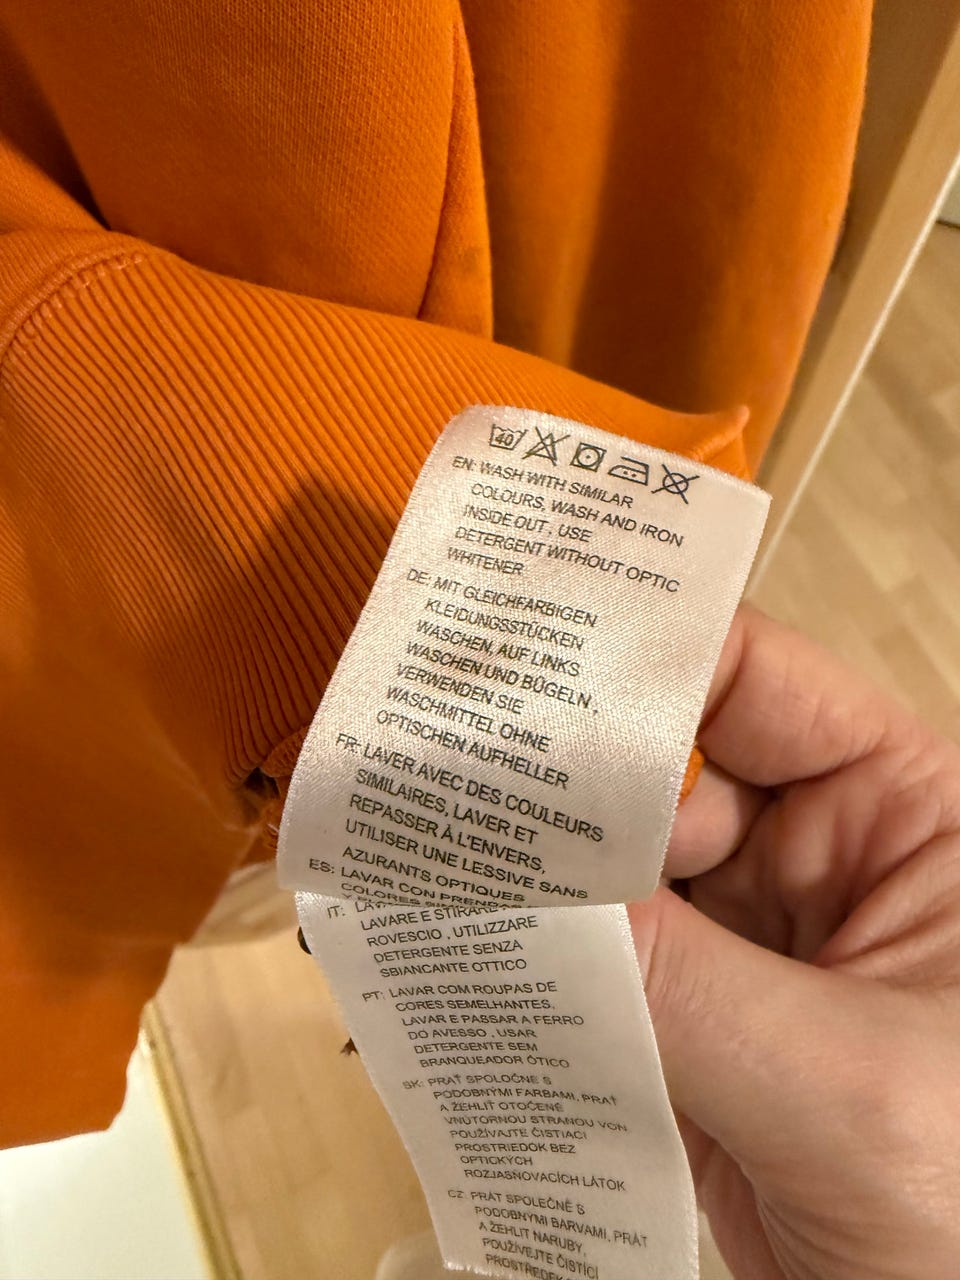 40
EN: WASH WITH SIMILAR
COLOURS, WASH AND IRON
INSIDE OUT , USE
DETERGENT WITHOUT OPTIC
WHITENER
DE: MIT GLEICHFARBIGEN
KLEIDUNGSSTÜCKEN
WASCHEN, AUF LINKS
WASCHEN UND BÜGELN ,
VERWENDEN SIE
WASCHMITTEL OHNE
OPTISCHEN AUFHELLER
FR: LAVER AVEC DES COULEURS
SIMILAIRES, LAVER ET
REPASSER À L'ENVERS,
UTILISER UNE LESSIVE SANS
AZURANTS OPTIQUES
ES: LAVAR CON PRENDAS
IT:
LAVARE E STIRARE
ROVESCIO , UTILIZZARE
DETERGENTE SENZA
SBIANCANTE OTTICO
PT: LAVAR COM ROUPAS DE
CORES SEMELHANTES,
LAVAR E PASSAR A FERRO
DO AVESSO , USAR
DETERGENTE SEM
BRANQUEADOR ÓTICO
SK: PRAŤ SPOLOČNE S
PODOBNÝMI FARBAMI, PRAŤ
A ŽEHLIŤ OTOČENÉ
VNÚTORNOU STRANOU VON
POUŽÍVAJTE ČISTIACI
PROSTRIEDOK BEZ
OPTICKÝCH
ROZJASNOVACÍCH LÁTOK
CZ: PRÁT SPOLEČNĚ S
PODOBNÝMI BARVAMI, PRÁT
A ŽEHLIT NARUBY,
POUŽÍVEJTE ČISTÍCÍ